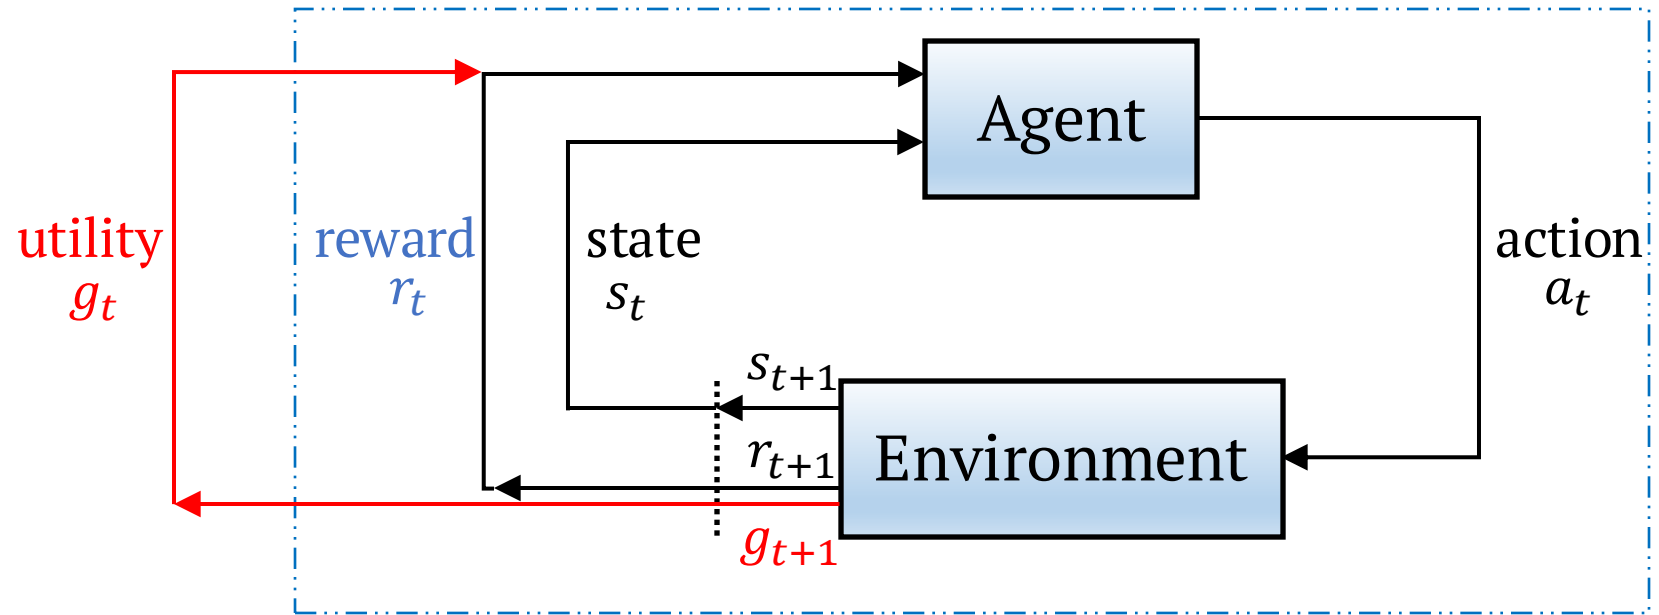 Agent
utility
g_t
reward
r_t
state
s_t
action
a_t
s_{t+1}
r_{t+1}
Environment
g_{t+1}